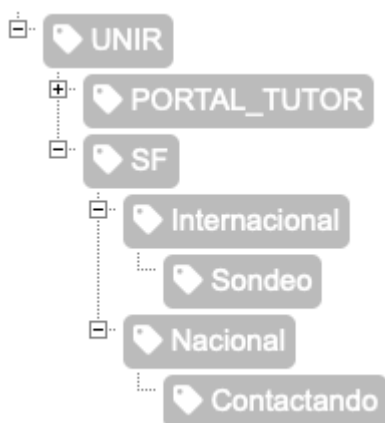 UNIR
PORTAL_TUTOR
SF
Internacional
Sondeo
Nacional
Contactando